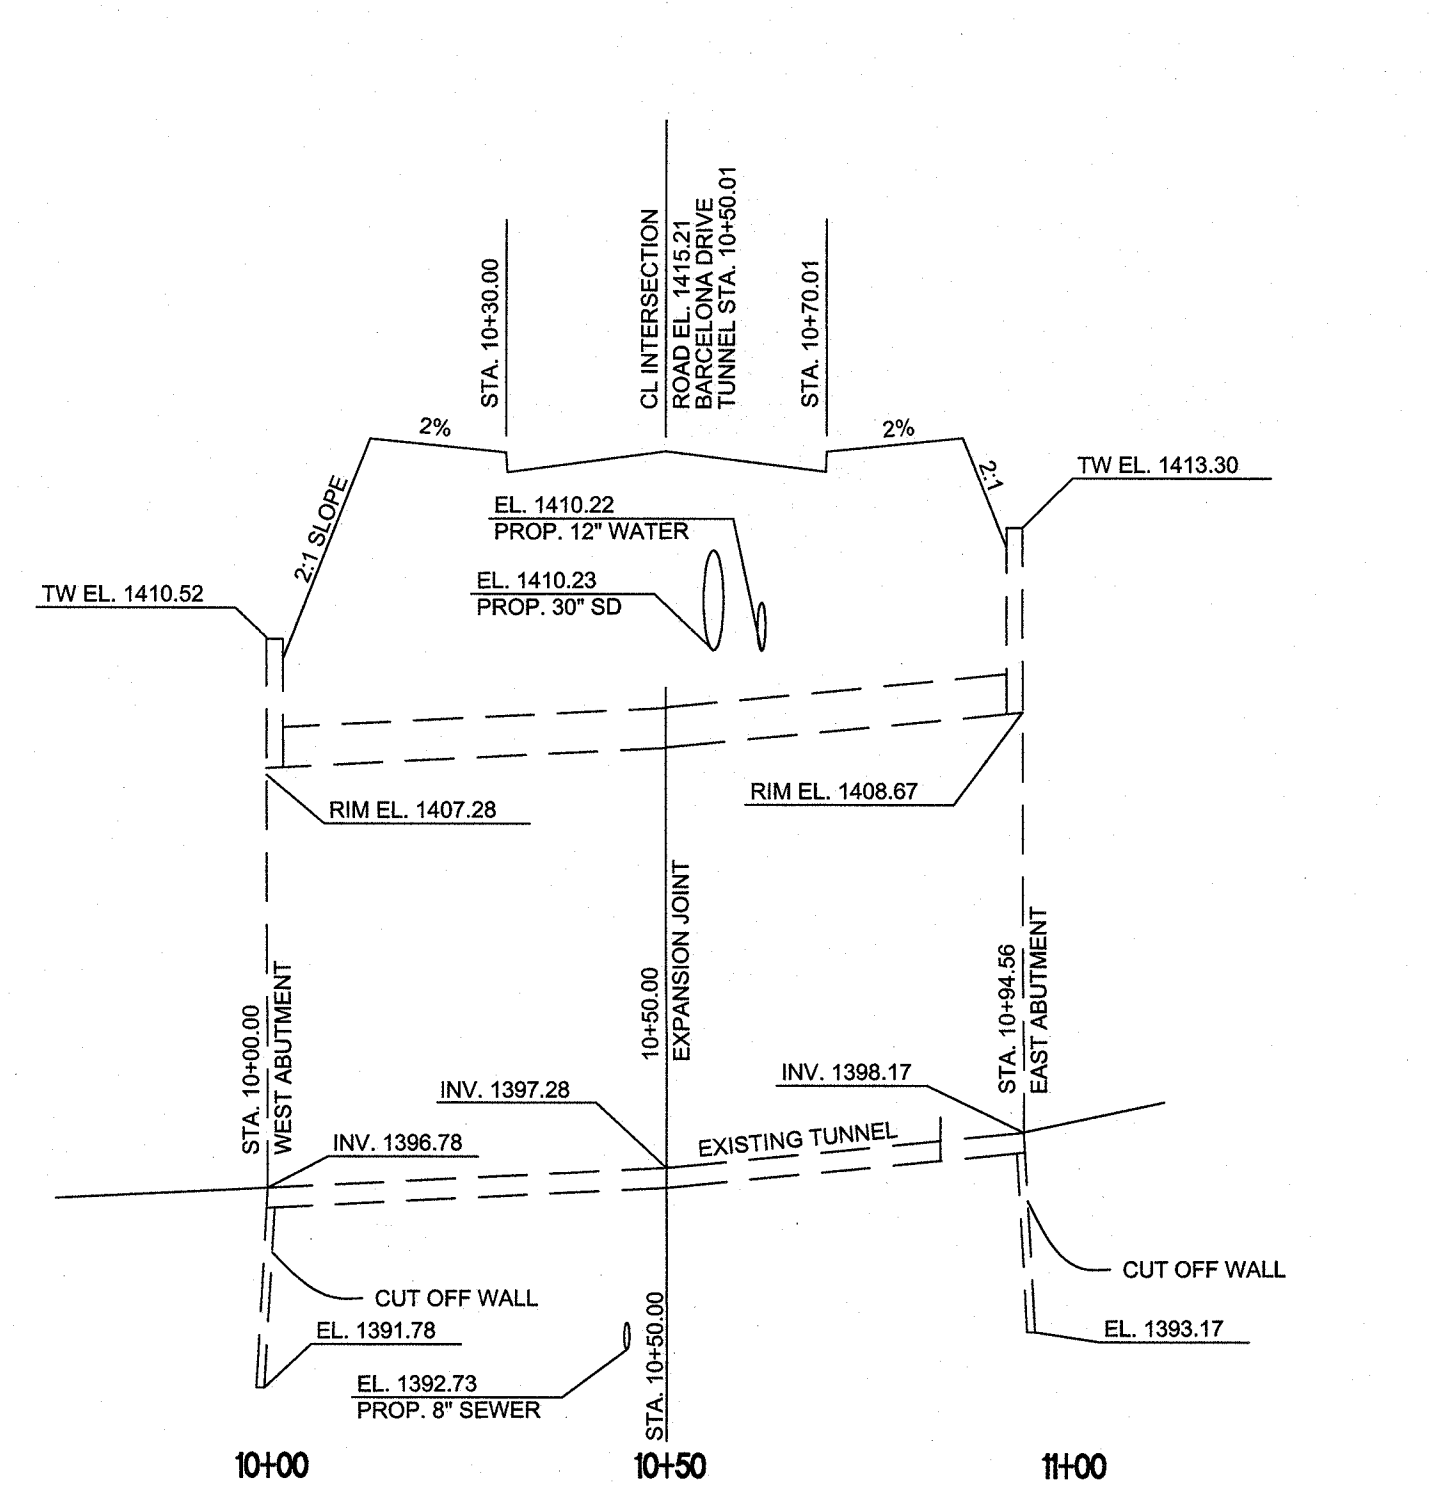 STA. 10+30.00
CL INTERSECTION
ROAD EL. 1415.21
BARCELONA DRIVE
TUNNEL STA. 10+50.01
STA. 10+70.01
2%
2%
2:1 SLOPE
2:1
TW EL. 1413.30
EL. 1410.22
PROP. 12" WATER
EL. 1410.23
PROP. 30" SD
TW EL. 1410.52
RIM EL. 1407.28
RIM EL. 1408.67
10+50.00
EXPANSION JOINT
STA. 10+00.00
WEST ABUTMENT
STA. 10+94.56
EAST ABUTMENT
INV. 1397.28
INV. 1398.17
INV. 1396.78
EXISTING TUNNEL
CUT OFF WALL
CUT OFF WALL
EL. 1391.78
EL. 1393.17
EL. 1392.73
PROP. 8" SEWER
STA. 10+50.00
10+00
10+50
11+00